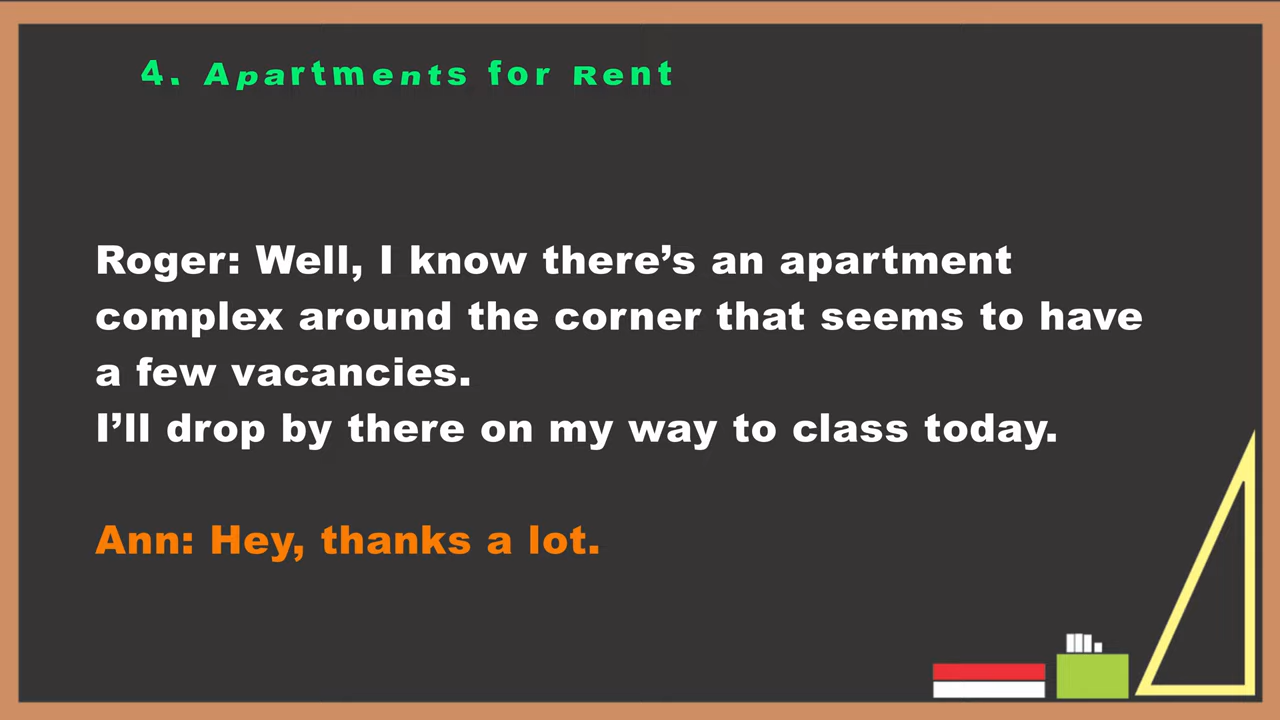 4. Apartments for Rent
Roger: Well, I know there’s an apartment
complex around the corner that seems to have
a few vacancies.
I’ll drop by there on my way to class today.
Ann: Hey, thanks a lot.